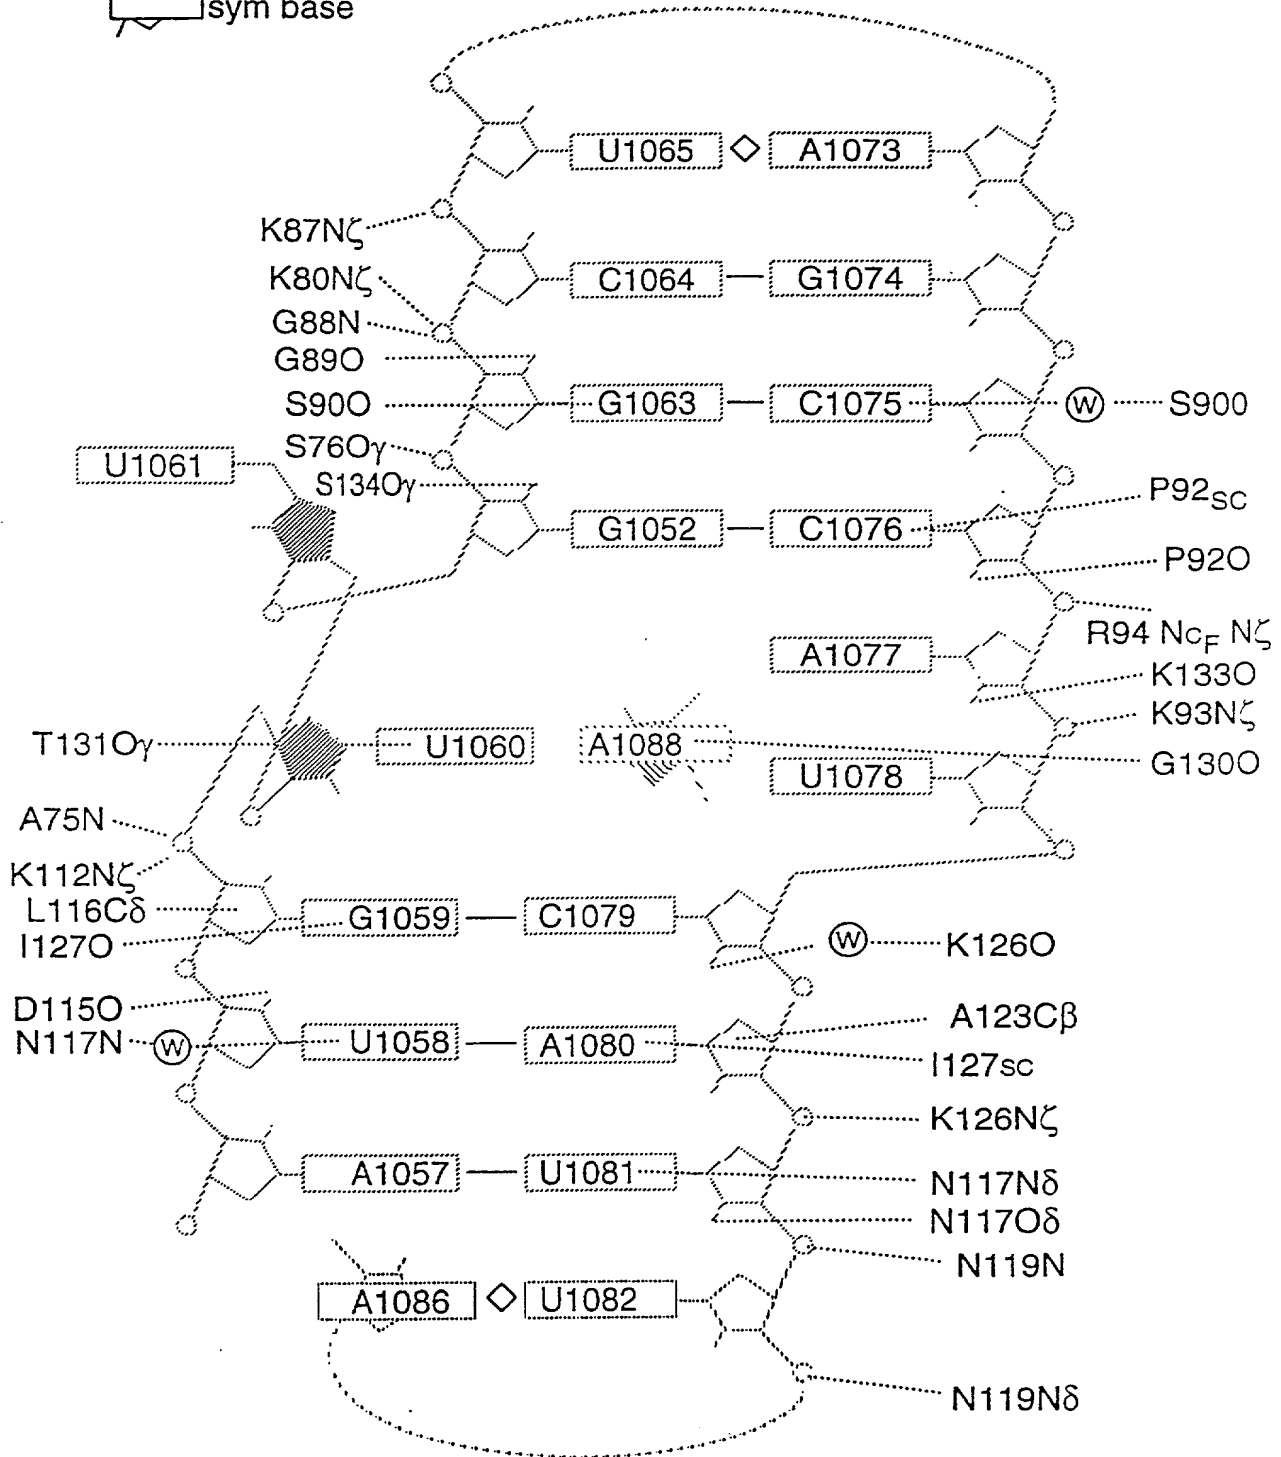 sym base
U1065 ◇ A1073
K87Nζ
K80Nζ
C1064 — G1074
G88N
G89O
S90O G1063 — C1075 W S900
S76Oγ
U1061
S134Oγ
P92SC
G1052 — C1076
P92O
R94 NcF Nζ
A1077
K133O
K93Nζ
T131Oγ U1060 A1088
G130O
U1078
A75N
K112Nζ
L116Cδ
G1059 — C1079
I127O
W K126O
D115O
A123Cβ
N117N W U1058 — A1080
I127SC
K126Nζ
A1057 — U1081
N117Nδ
N117Oδ
N119N
A1086 ◇ U1082
N119Nδ